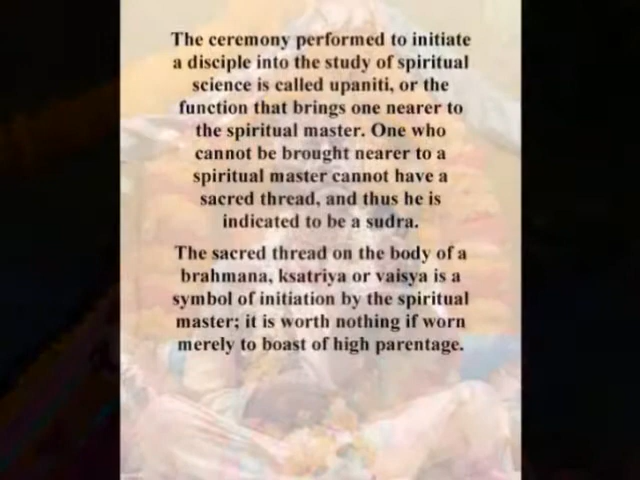 The ceremony performed to initiate
a disciple into the study of spiritual
science is called upaniti, or the
function that brings one nearer to
the spiritual master. One who
cannot be brought nearer to a
spiritual master cannot have a
sacred thread, and thus he is
indicated to be a sudra.
The sacred thread on the body of a
brahmana, ksatriya or vaisya is a
symbol of initiation by the spiritual
master; it is worth nothing if worn
merely to boast of high parentage.